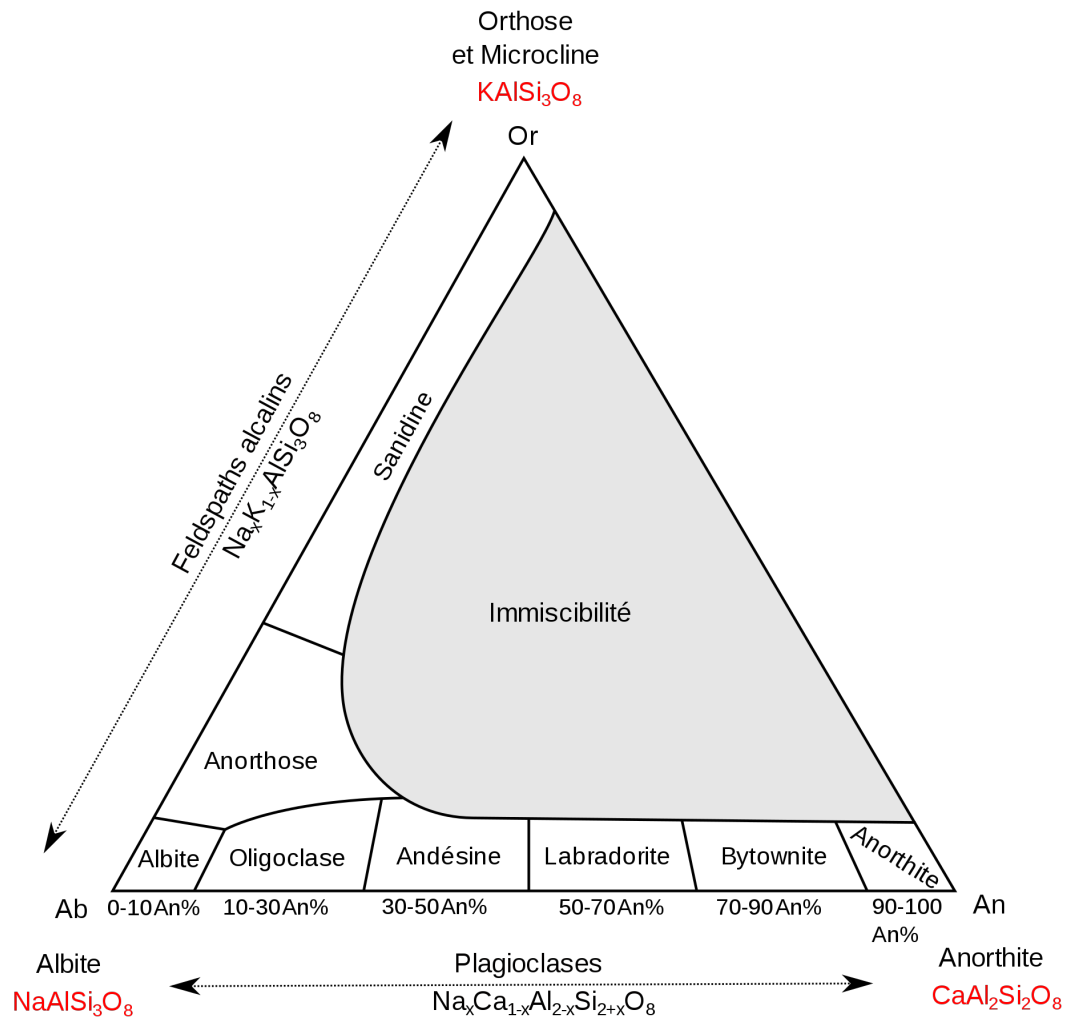 Orthose
et Microcline
KAlSi₃O₈
Or
Feldspaths alcalins
NaₓK₁₋ₓAlSi₃O₈
Sanidine
Immiscibilité
Anorthose
Albite
Oligoclase
Andésine
Labradorite
Bytownite
Anorthite
Ab
0-10An%
10-30An%
30-50An%
50-70An%
70-90An%
90-100
An%
An
Albite
NaAlSi₃O₈
Plagioclases
NaₓCa₁₋ₓAl₂₋ₓSi₂₊ₓO₈
Anorthite
CaAl₂Si₂O₈